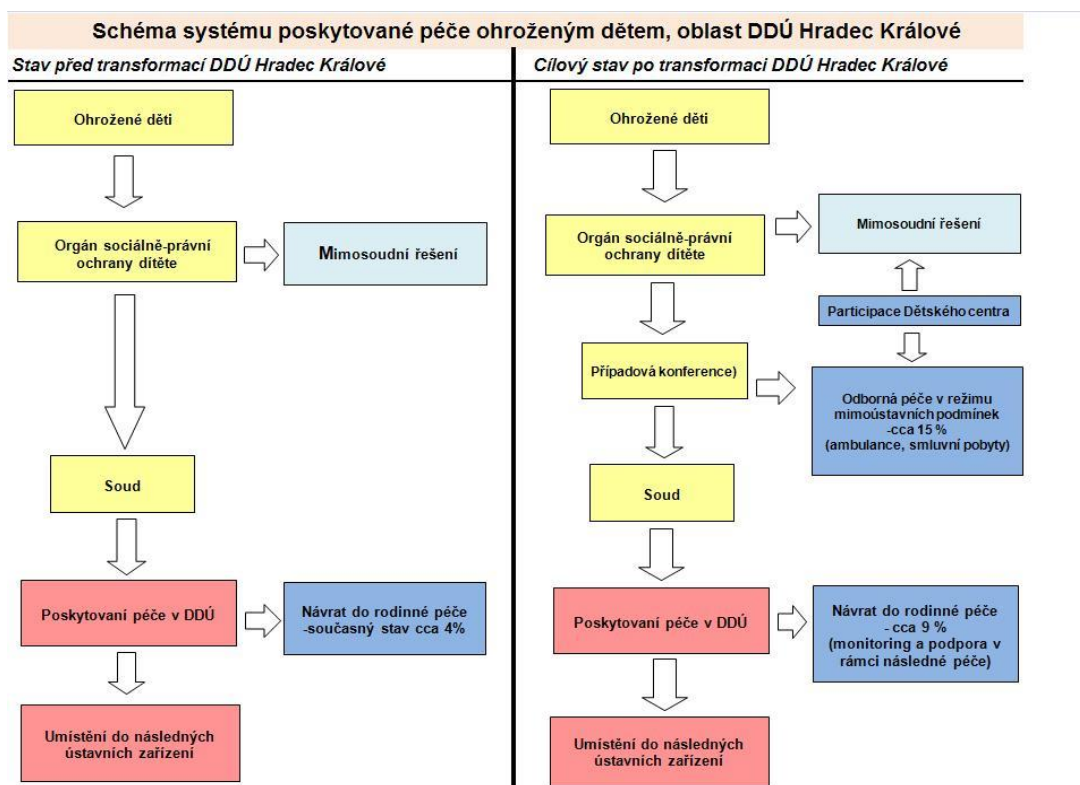 Schéma systému poskytované péče ohroženým dětem, oblast DDÚ Hradec Králové
Stav před transformací DDÚ Hradec Králové
Ohrožené děti
Orgán sociálně-právní
ochrany dítěte
Mimosoudní řešení
Soud
Poskytovaní péče v DDÚ
Návrat do rodinné péče
-současný stav cca 4%
Umístění do následných
ústavních zařízení
Cílový stav po transformaci DDÚ Hradec Králové
Ohrožené děti
Orgán sociálně-právní
ochrany dítěte
Mimosoudní řešení
Participace Dětského centra
Případová konference)
Odborná péče v režimu
mimoústavních podmínek
-cca 15 %
(ambulance, smluvní pobyty)
Soud
Poskytovaní péče v DDÚ
Návrat do rodinné péče
- cca 9 %
(monitoring a podpora v
rámci následné péče)
Umístění do následných
ústavních zařízení